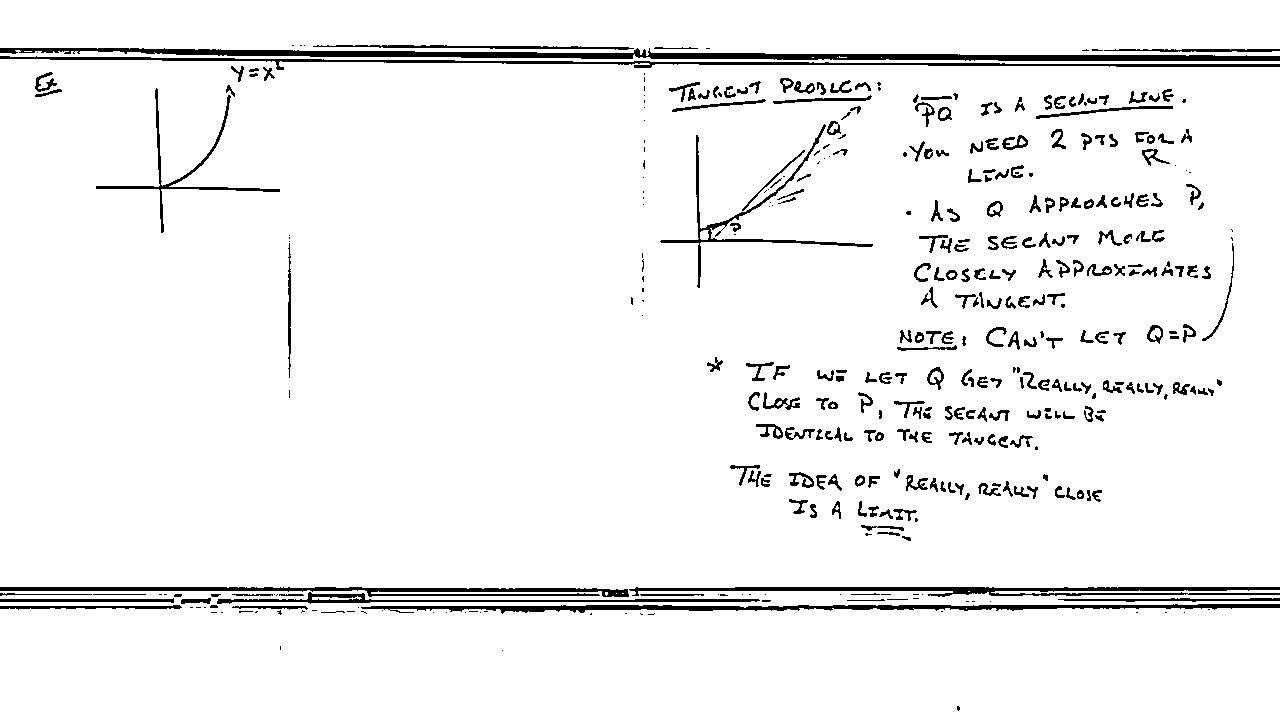 Ex
Y=X²
TANGENT PROBLEM:
Q
P
"PQ" IS A SECANT LINE.
·YOU NEED 2 PTS FOR A
LINE.
· AS Q APPROACHES P,
THE SECANT MORE
CLOSELY APPROXIMATES
A TANGENT.
NOTE: CAN'T LET Q=P
* IF WE LET Q GET "REALLY, REALLY, REALLY"
CLOSE TO P, THE SECANT WILL BE
IDENTICAL TO THE TANGENT.
THE IDEA OF "REALLY, REALLY" CLOSE
IS A LIMIT.